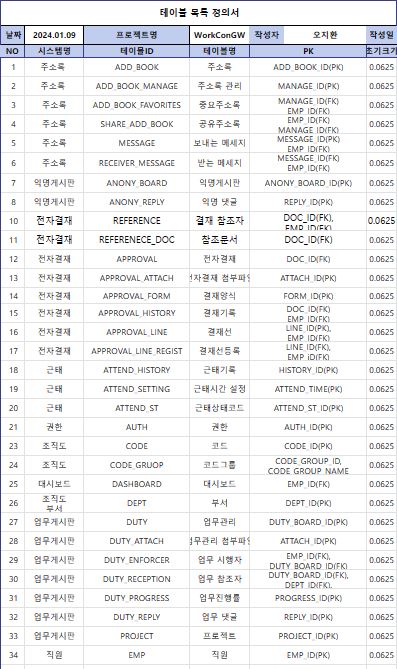 테이블 목록 정의서
날짜 2024.01.09 프로젝트명 WorkConGW 작성자 오지환 작성일
NO 시스템명 테이블ID 테이블명 PK 초기크기
1 주소록 ADD_BOOK 주소록 ADD_BOOK_ID(PK) 0.0625
2 주소록 ADD_BOOK_MANAGE 주소록 관리 MANAGE_ID(PK) 0.0625
3 주소록 ADD_BOOK_FAVORITES 중요주소록 MANAGE_ID(FK) EMP_ID(FK) 0.0625
4 주소록 SHARE_ADD_BOOK 공유주소록 EMP_ID(FK) MANAGE_ID(FK) 0.0625
5 주소록 MESSAGE 보내는 메세지 MESSAGE_ID(PK) EMP_ID(FK) 0.0625
6 주소록 RECEIVER_MESSAGE 받는 메세지 MESSAGE_ID(FK) EMP_ID(FK) 0.0625
7 익명게시판 ANONY_BOARD 익명게시판 ANONY_BOARD_ID(PK) 0.0625
8 익명게시판 ANONY_REPLY 익명 댓글 REPLY_ID(PK) 0.0625
10 전자결재 REFERENCE 결재 참조자 DOC_ID(FK), EMP_ID(FK) 0.0625
11 전자결재 REFERENECE_DOC 참조문서 DOC_ID(FK) 0.0625
12 전자결재 APPROVAL 전자결재 DOC_ID(FK) 0.0625
13 전자결재 APPROVAL_ATTACH 전자결재 첨부파일 ATTACH_ID(PK) 0.0625
14 전자결재 APPROVAL_FORM 결재양식 FORM_ID(PK) 0.0625
15 전자결재 APPROVAL_HISTORY 결재기록 DOC_ID(FK) EMP_ID(FK) 0.0625
16 전자결재 APPROVAL_LINE 결재선 LINE_ID(PK), EMP_ID(FK) 0.0625
17 전자결재 APPROVAL_LINE_REGIST 결재선등록 LINE_ID(FK), EMP_ID(FK) 0.0625
18 근태 ATTEND_HISTORY 근태기록 HISTORY_ID(PK) 0.0625
19 근태 ATTEND_SETTING 근태시간 설정 ATTEND_TIME(PK) 0.0625
20 근태 ATTEND_ST 근태상태코드 ATTEND_ST_ID(PK) 0.0625
21 권한 AUTH 권한 AUTH_ID(PK) 0.0625
22 조직도 CODE 코드 CODE_ID(PK) 0.0625
24 조직도 CODE_GRUOP 코드그룹 CODE_GROUP_ID, CODE_GROUP_NAME 0.0625
25 대시보드 DASHBOARD 대시보드 EMP_ID(FK) 0.0625
26 조직도 부서 DEPT 부서 DEPT_ID(PK) 0.0625
27 업무게시판 DUTY 업무관리 DUTY_BOARD_ID(PK) 0.0625
28 업무게시판 DUTY_ATTACH 업무관리 첨부파일 ATTACH_ID(PK) 0.0625
29 업무게시판 DUTY_ENFORCER 업무 시행자 EMP_ID(FK), DUTY_BOARD_ID(FK) 0.0625
30 업무게시판 DUTY_RECEPTION 업무 참조자 DUTY_BOARD_ID(FK), DEPT_ID(FK), 0.0625
31 업무게시판 DUTY_PROGRESS 업무진행률 PROGRESS_ID(PK) 0.0625
32 업무게시판 DUTY_REPLY 업무 댓글 REPLY_ID(PK) 0.0625
33 업무게시판 PROJECT 프로젝트 PROJECT_ID(PK) 0.0625
34 직원 EMP 직원 EMP_ID(PK) 0.0625